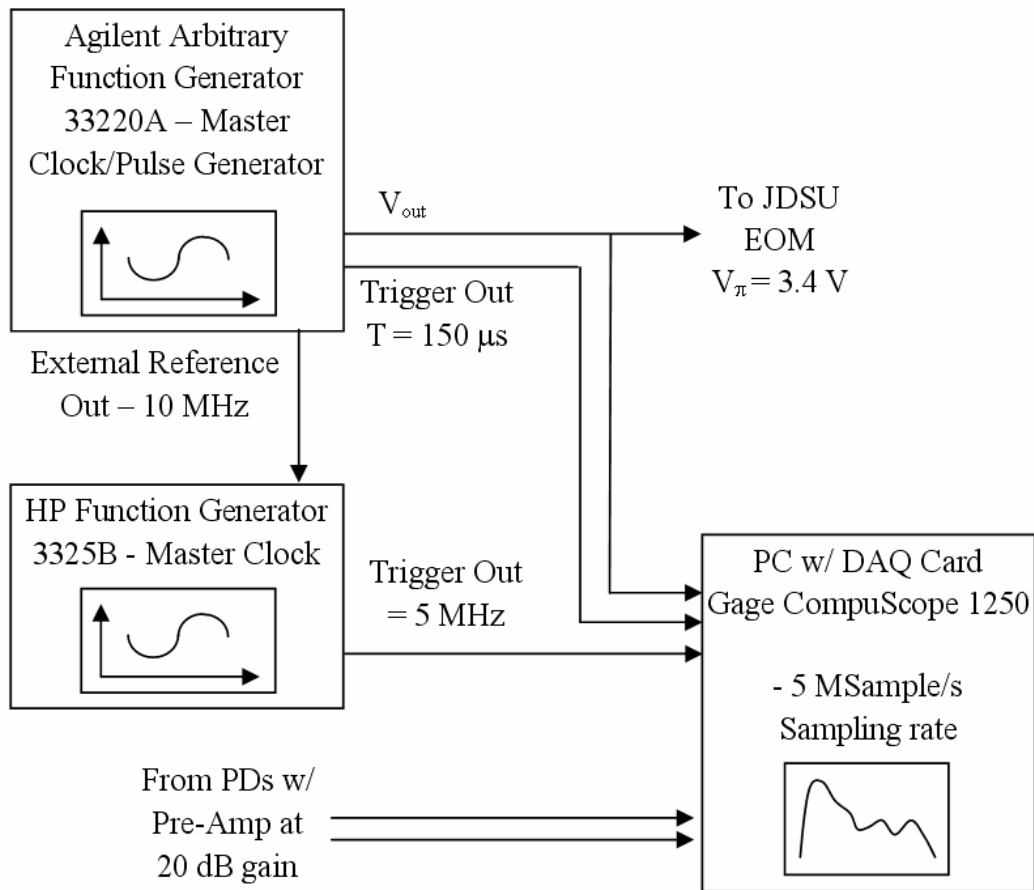 Agilent Arbitrary
Function Generator
33220A – Master
Clock/Pulse Generator
V_out
To JDSU
EOM
V_π = 3.4 V
Trigger Out
T = 150 μs
External Reference
Out – 10 MHz
HP Function Generator
3325B - Master Clock
Trigger Out
= 5 MHz
PC w/ DAQ Card
Gage CompuScope 1250
- 5 MSample/s
Sampling rate
From PDs w/
Pre-Amp at
20 dB gain